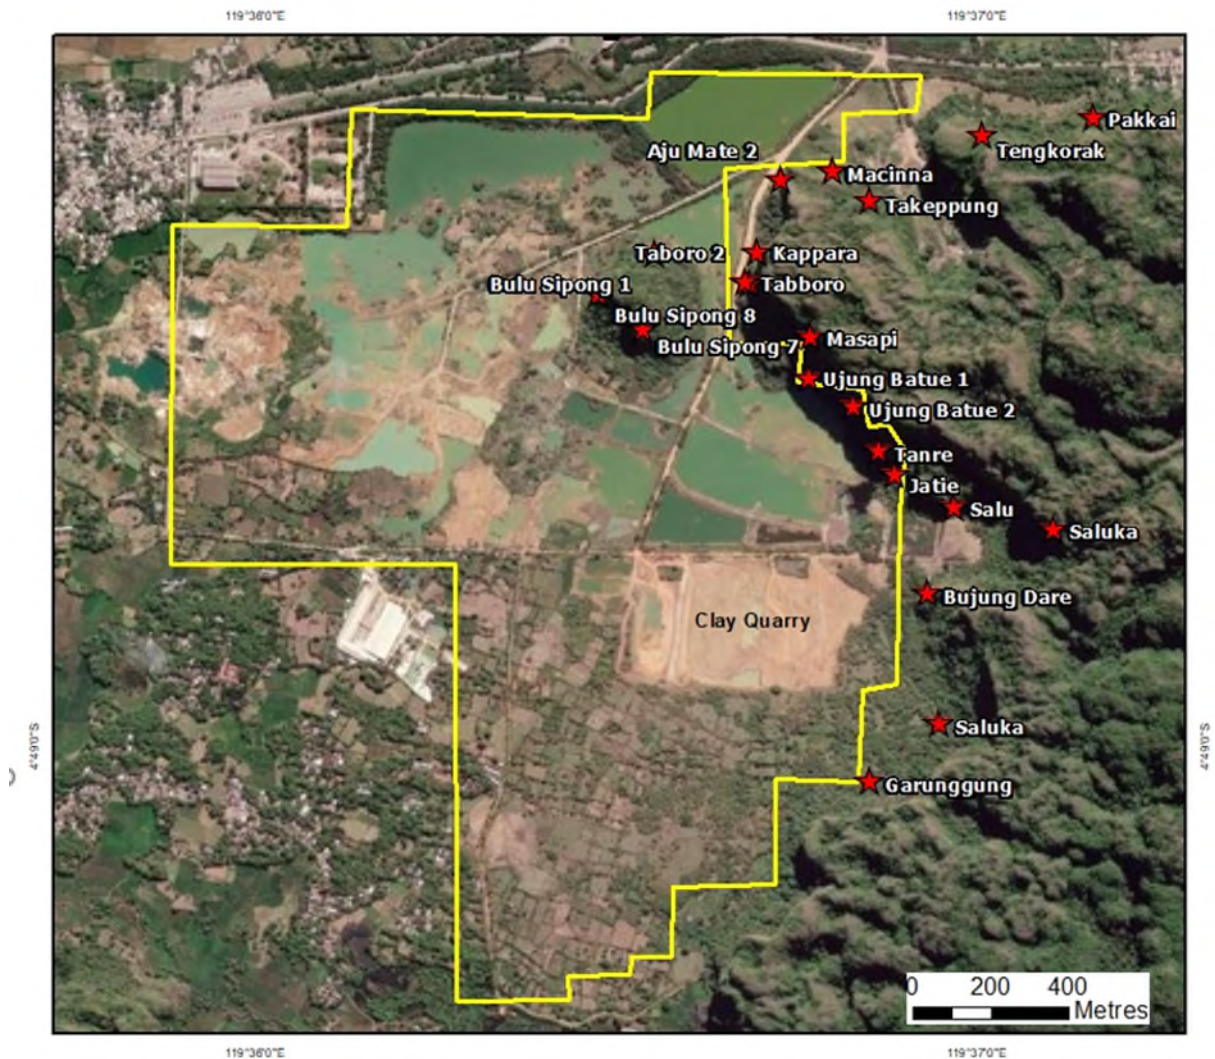 119°36'0"E
119°37'0"E
Pakkai
Tengkorak
Aju Mate 2
Macinna
Takeppung
Taboro 2
Kappara
Bulu Sipong 1
Tabboro
Bulu Sipong 8
Masapi
Bulu Sipong 7
Ujung Batue 1
Ujung Batue 2
Tanre
Jatie
Salu
Saluka
Bujung Dare
Clay Quarry
4°49'0"S
4°49'0"S
Saluka
Garunggung
0 200 400
Metres
119°36'0"E
119°37'0"E